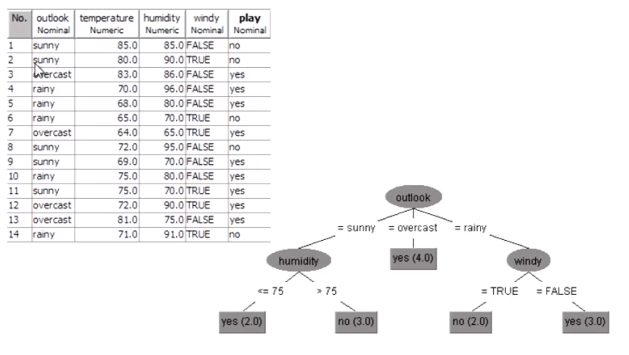 No. outlook temperature humidity windy play
Nominal Numeric Numeric Nominal Nominal
1 sunny 85.0 85.0 FALSE no
2 sunny 80.0 90.0 TRUE no
3 overcast 83.0 86.0 FALSE yes
4 rainy 70.0 96.0 FALSE yes
5 rainy 68.0 80.0 FALSE yes
6 rainy 65.0 70.0 TRUE no
7 overcast 64.0 65.0 TRUE yes
8 sunny 72.0 95.0 FALSE no
9 sunny 69.0 70.0 FALSE yes
10 rainy 75.0 80.0 FALSE yes
11 sunny 75.0 70.0 TRUE yes
12 overcast 72.0 90.0 TRUE yes
13 overcast 81.0 75.0 FALSE yes
14 rainy 71.0 91.0 TRUE no
outlook
= sunny = overcast = rainy
humidity yes (4.0) windy
<= 75 > 75 = TRUE = FALSE
yes (2.0) no (3.0) no (2.0) yes (3.0)